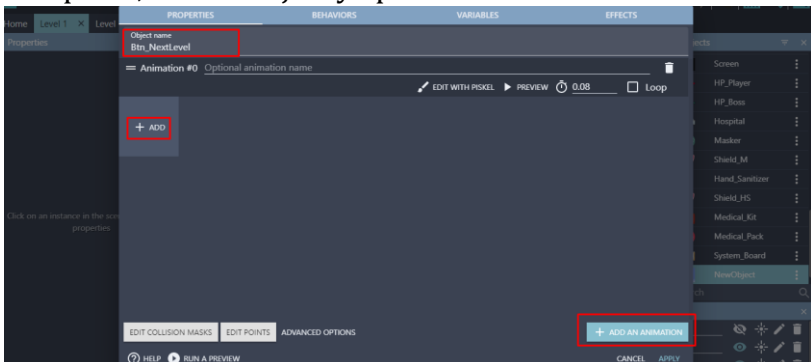 Home Level 1 × Level
PROPERTIES BEHAVIORS VARIABLES EFFECTS
Properties
Object name
Btn_NextLevel
Animation #0 Optional animation name
EDIT WITH PISKEL PREVIEW 0.08 Loop
+ ADD
Click on an instance in the
properties
Screen
HP_Player
HP_Boss
Hospital
Masker
Shield_M
Hand_Sanitizer
Shield_HS
Medical_Kit
Medical_Pack
System_Board
NewObject
EDIT COLLISION MASKS EDIT POINTS ADVANCED OPTIONS + ADD AN ANIMATION
HELP RUN A PREVIEW CANCEL APPLY